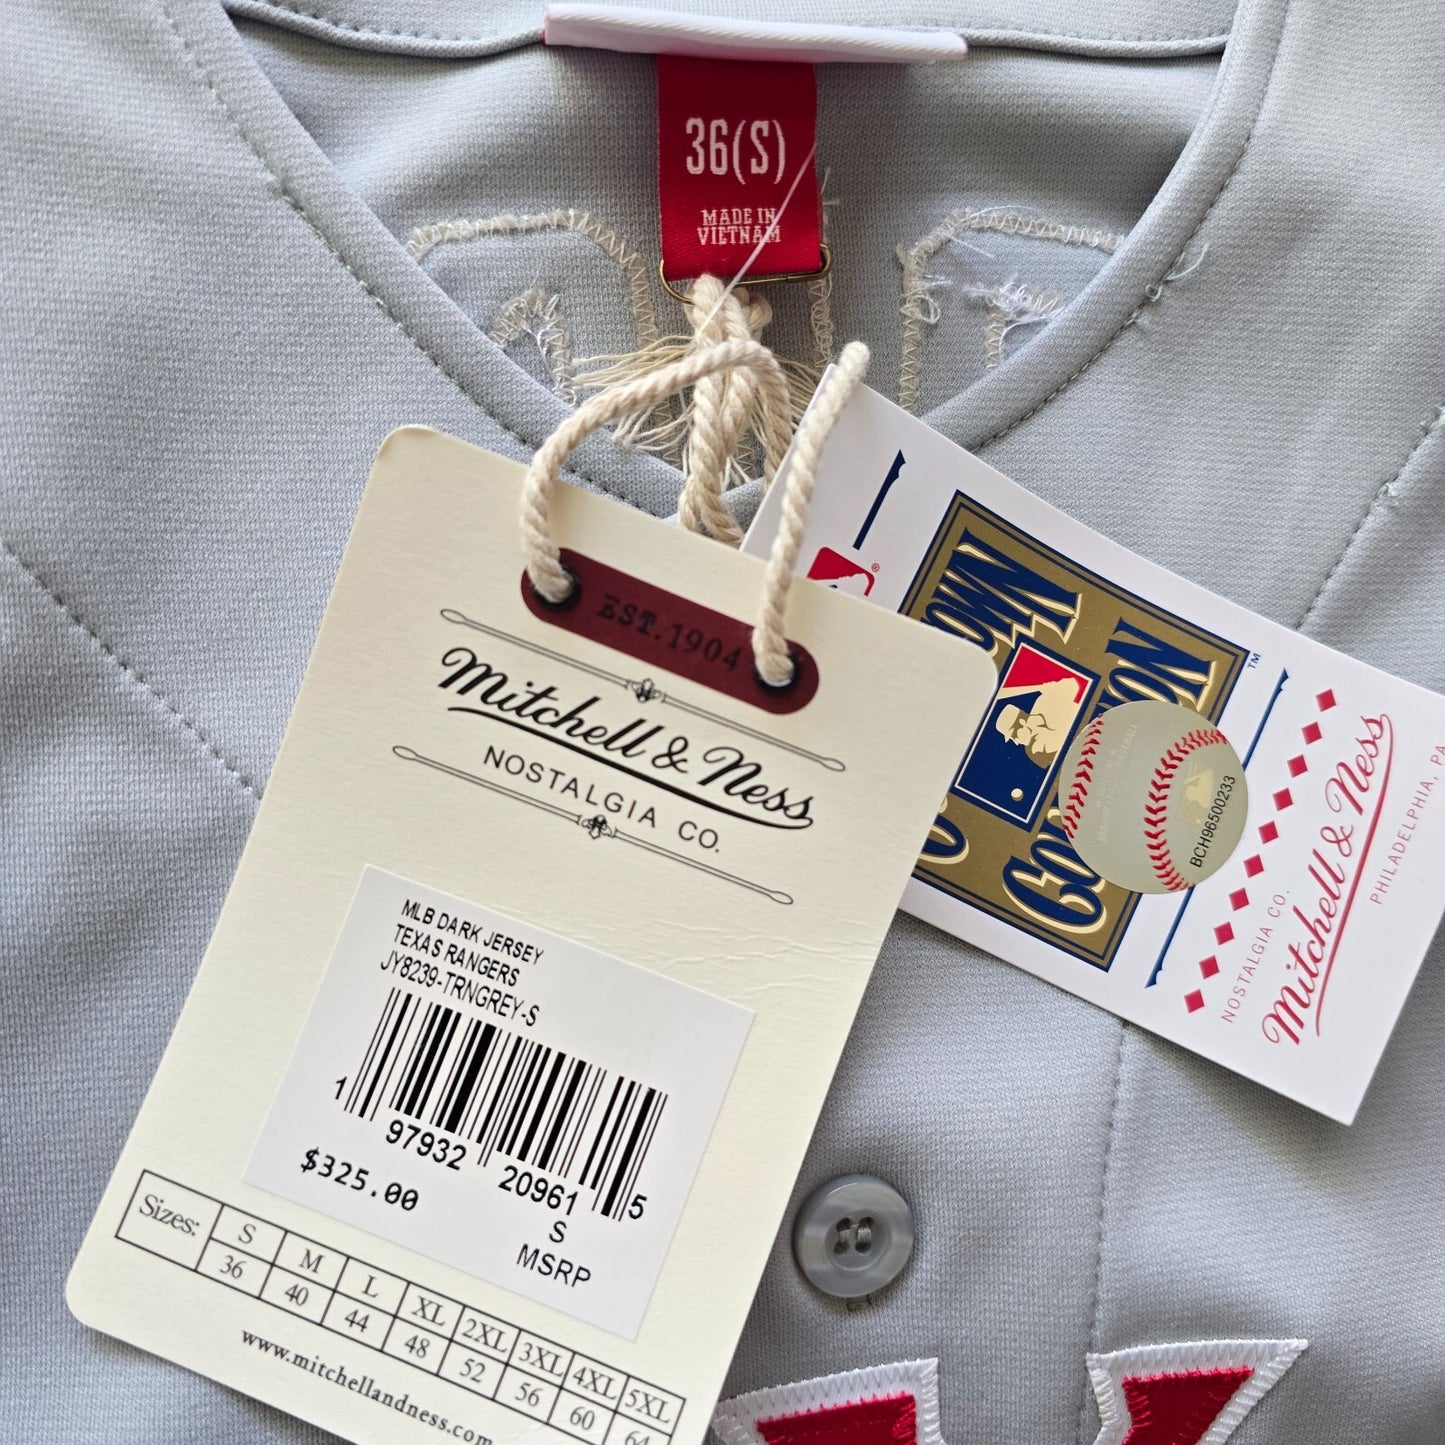 36(S)
MADE IN
VIETNAM
EST. 1904
Mitchell & Ness
NOSTALGIA CO.
MLB DARK JERSEY
TEXAS RANGERS
JY8239-TRNGREY-S
1 97932 20961 5
$325.00
S
MSRP
Sizes: S M L XL 2XL 3XL 4XL 5XL
36 40 44 48 52 56 60 64
www.mitchellandness.com
®
TM
BCH96500233
NOSTALGIA CO.
Mitchell & Ness
PHILADELPHIA, PA